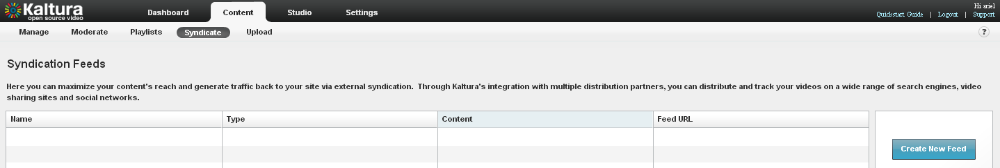 Kaltura
open source video
Dashboard Content Studio Settings
Hi ariel
Quickstart Guide | Logout | Support
Manage Moderate Playlists Syndicate Upload ?
Syndication Feeds
Here you can maximize your content's reach and generate traffic back to your site via external syndication. Through Kaltura's integration with multiple distribution partners, you can distribute and track your videos on a wide range of search engines, video
sharing sites and social networks.
Name Type Content Feed URL
Create New Feed